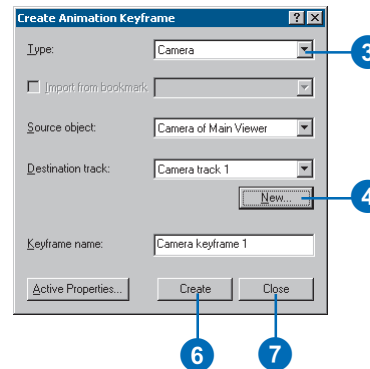 Create Animation Keyframe
Type: Camera
3
Import from bookmark:
Source object: Camera of Main Viewer
Destination track: Camera track 1
New...
4
Keyframe name: Camera keyframe 1
Active Properties... Create Close
6 7